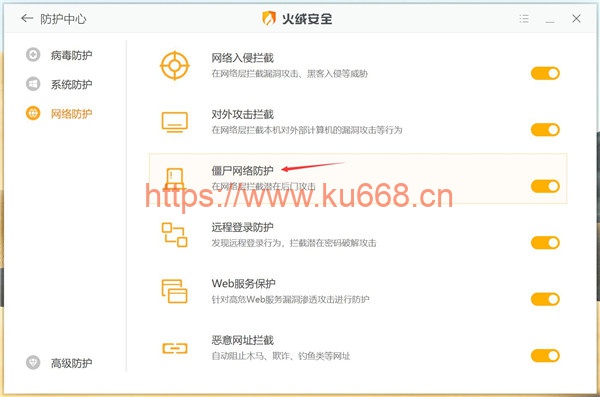 防护中心
火绒安全
病毒防护
系统防护
网络防护
高级防护
网络入侵拦截
在网络层拦截漏洞攻击、黑客入侵等威胁
对外攻击拦截
在网络层拦截本机对外部计算机的漏洞攻击等行为
僵尸网络防护
在网络层拦截潜在后门攻击
https://www.ku668.cn
远程登录防护
发现远程登录行为，拦截潜在密码破解攻击
Web服务保护
针对高危Web服务漏洞渗透攻击进行防护
恶意网址拦截
自动阻止木马、欺诈、钓鱼类等网址